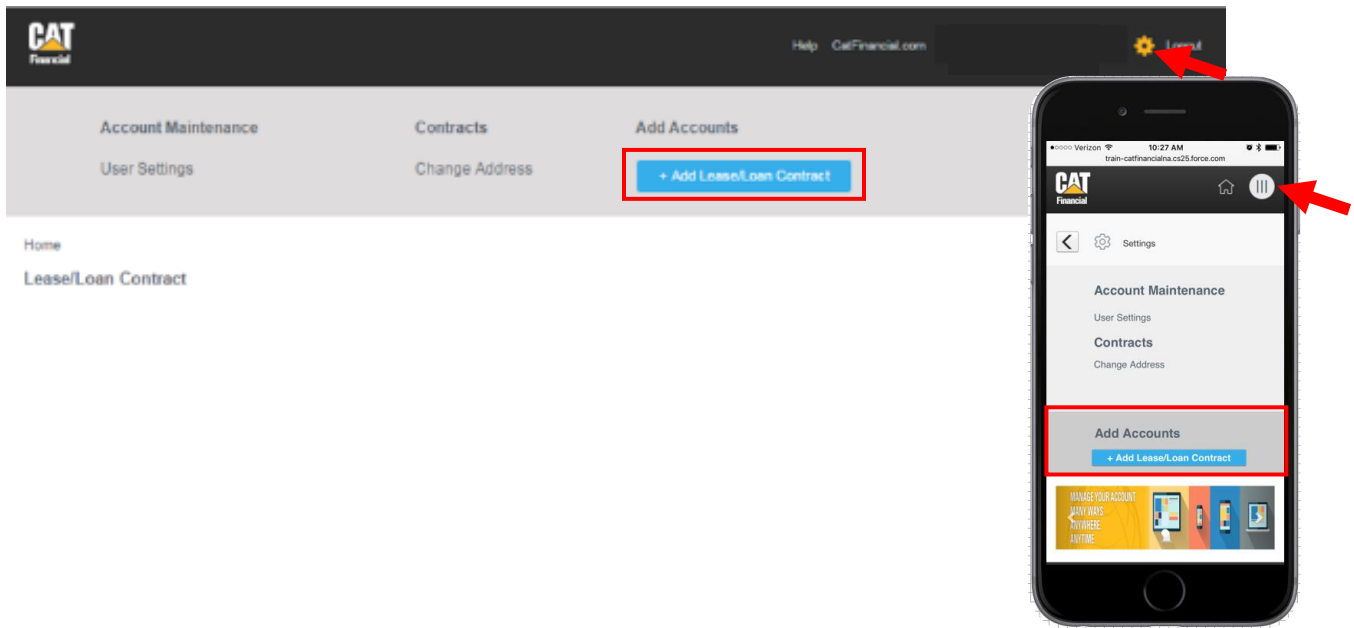 CAT
Financial
Help CatFinancial.com Logout
Account Maintenance Contracts Add Accounts
User Settings Change Address + Add Lease/Loan Contract
Home
Lease/Loan Contract
Verizon 10:27 AM
train-catfinancialna.cs25.force.com
CAT
Financial
Settings
Account Maintenance
User Settings
Contracts
Change Address
Add Accounts
+ Add Lease/Loan Contract
MANAGE YOUR ACCOUNT
MANY WAYS
ANYWHERE
ANYTIME